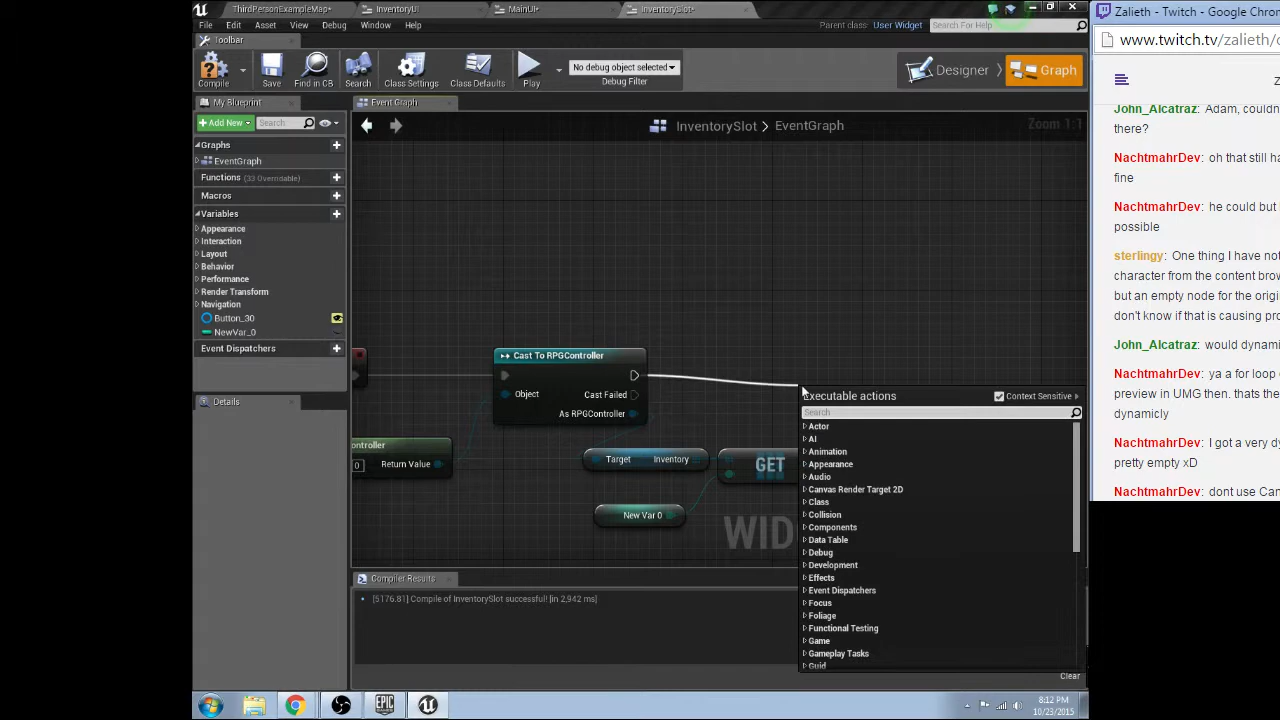 ThirdPersonExampleMap*
InventoryUI
MainUI*
InventorySlot*
File Edit Asset View Debug Window Help
Parent class: User Widget
Search For Help
Toolbar
Compile Save Find in CB Search Class Settings Class Defaults Play
No debug object selected
Debug Filter
Designer
Graph
My Blueprint
Event Graph
Add New
Search
InventorySlot > EventGraph
Zoom 1:1
Graphs
EventGraph
Functions (33 Overridable)
Macros
Variables
Appearance
Interaction
Layout
Behavior
Performance
Render Transform
Navigation
Button_30
NewVar_0
Event Dispatchers
Details
Cast To RPGController
Object
Cast Failed
As RPGController
Return Value
0
Target Inventory
GET
New Var 0
WID
Executable actions
Context Sensitive
Search
Actor
AI
Animation
Appearance
Audio
Canvas Render Target 2D
Class
Collision
Components
Data Table
Debug
Development
Effects
Event Dispatchers
Focus
Foliage
Functional Testing
Game
Gameplay Tasks
Guid
Compiler Results
[5176.81] Compile of InventorySlot successful! [in 2,942 ms]
Clear
8:12 PM
10/23/2015
Zalieth - Twitch - Google Chro
www.twitch.tv/zalieth/c
Z
John_Alcatraz: Adam, couldn
there?
NachtmahrDev: oh that still ha
fine
NachtmahrDev: he could but
possible
sterlingy: One thing I have not
character from the content brow
but an empty node for the origi
don't know if that is causing pro
John_Alcatraz: would dynami
NachtmahrDev: ya a for loop
preview in UMG then. thats the
dynamicly
NachtmahrDev: I got a very dy
pretty empty xD
NachtmahrDev: dont use Can